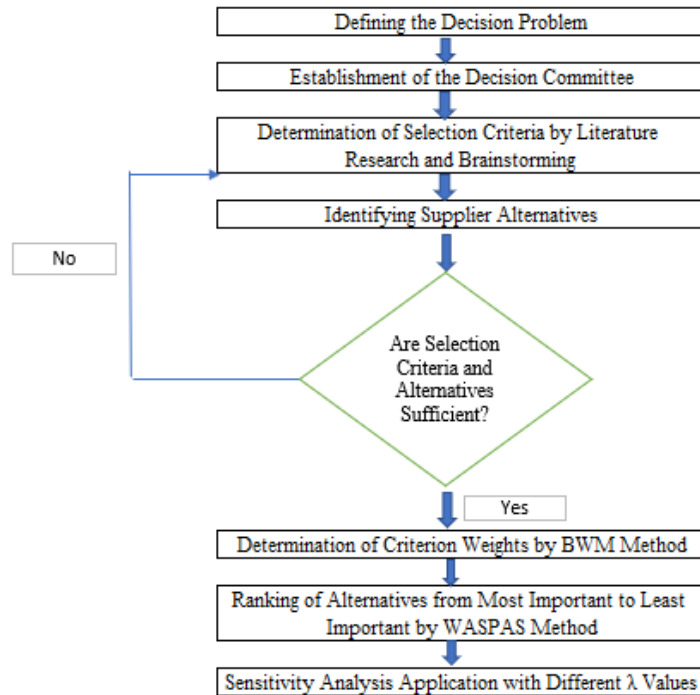 Defining the Decision Problem
Establishment of the Decision Committee
Determination of Selection Criteria by Literature
Research and Brainstorming
Identifying Supplier Alternatives
No
Are Selection
Criteria and
Alternatives
Sufficient?
Yes
Determination of Criterion Weights by BWM Method
Ranking of Alternatives from Most Important to Least
Important by WASPAS Method
Sensitivity Analysis Application with Different λ Values